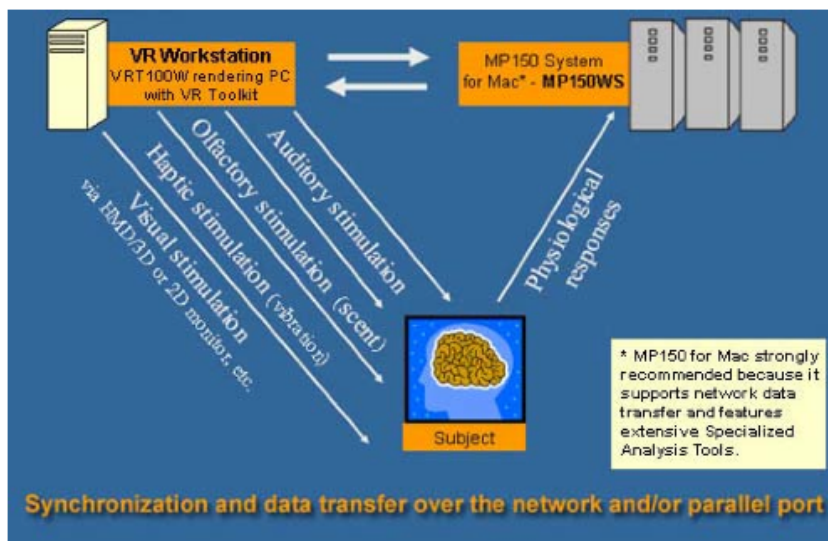 VR Workstation
VRT100W rendering PC
with VR Toolkit
MP150 System
for Mac* - MP150WS
Auditory stimulation
Olfactory stimulation (scent)
Haptic stimulation (vibration)
Visual stimulation
via HMD/3D or 2D monitor, etc.
Physiological
responses
Subject
* MP150 for Mac strongly
recommended because it
supports network data
transfer and features
extensive Specialized
Analysis Tools.
Synchronization and data transfer over the network and/or parallel port